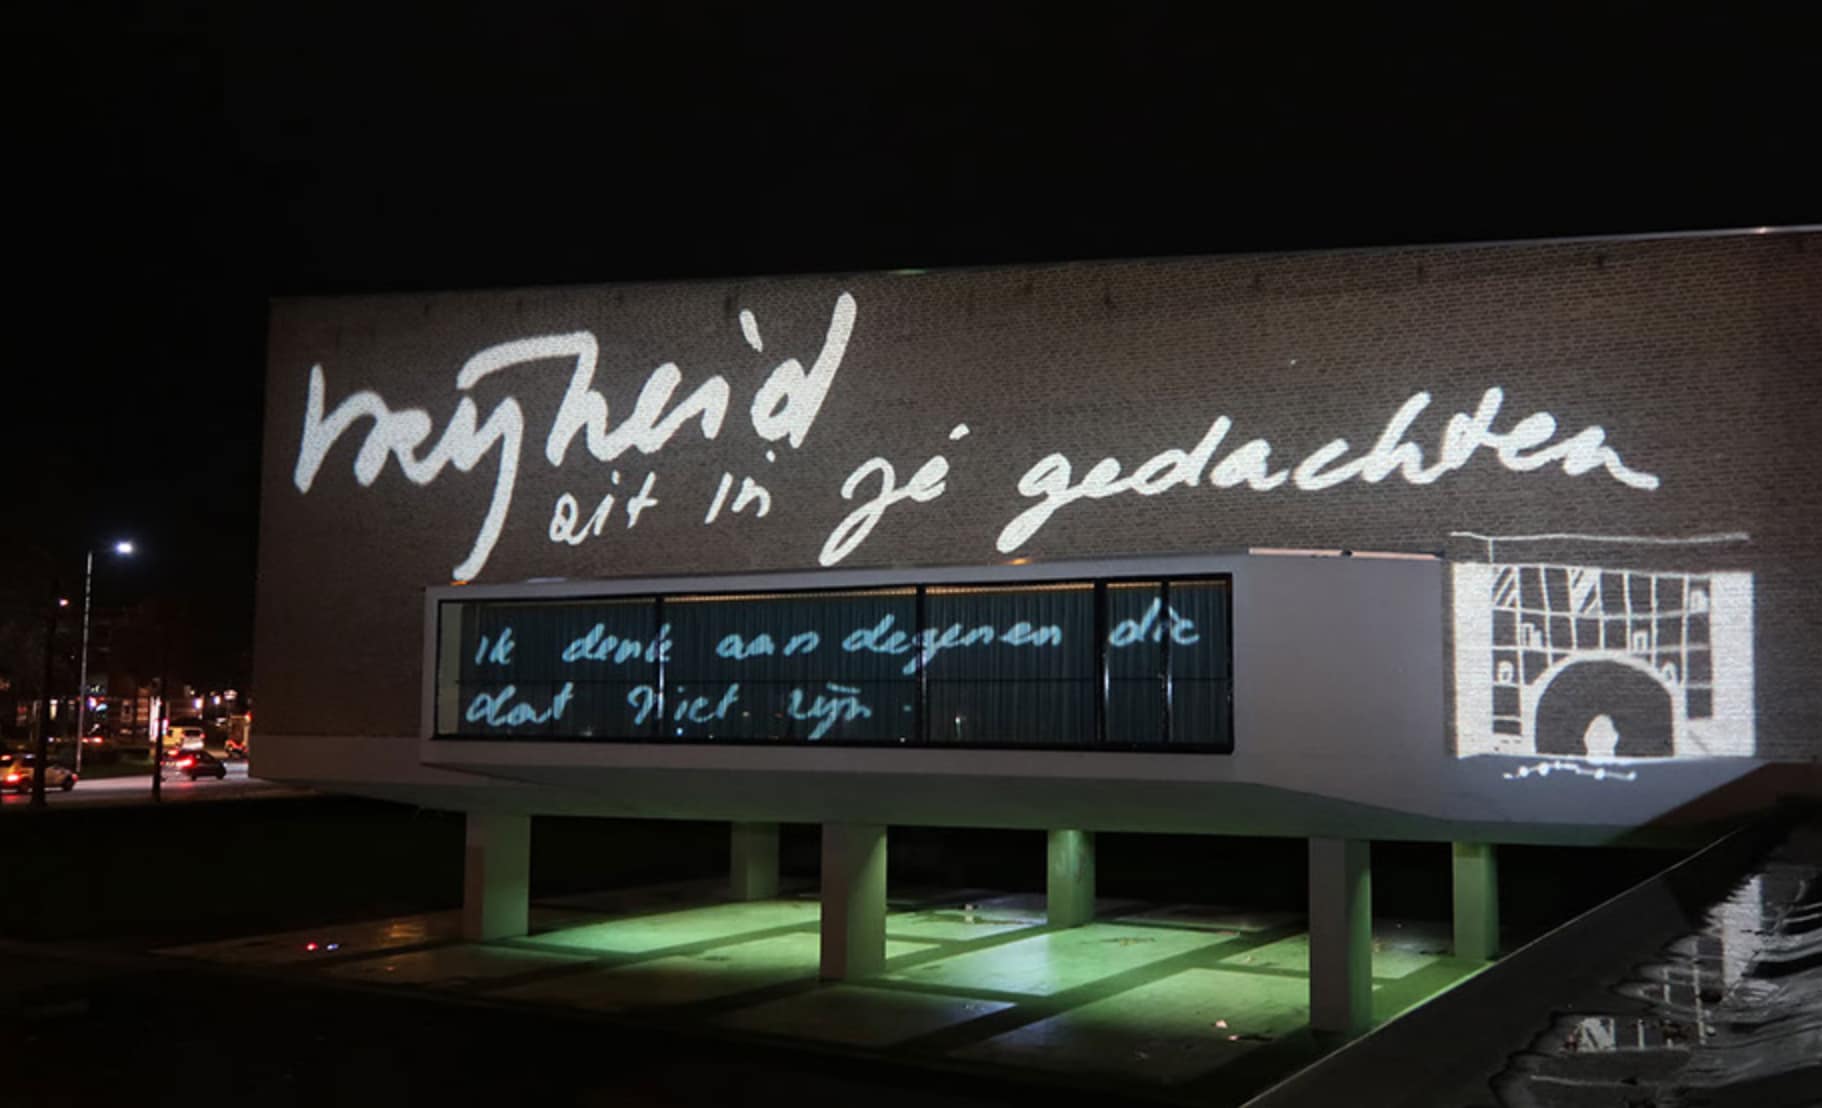 vrijheid
zit in je gedachten
ik denk aan degenen die
dat niet zijn.